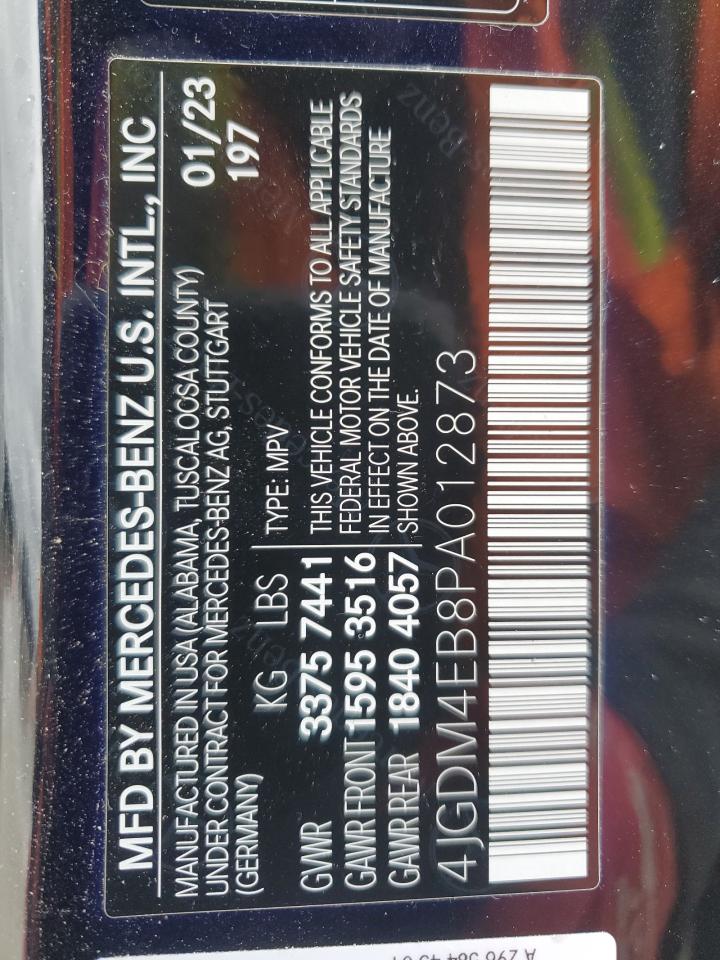 MFD BY MERCEDES-BENZ U.S. INTL., INC
MANUFACTURED IN USA (ALABAMA, TUSCALOOSA COUNTY) 01/23
UNDER CONTRACT FOR MERCEDES-BENZ AG, STUTTGART 197
(GERMANY)
KG LBS TYPE: MPV
GVWR 3375 7441 THIS VEHICLE CONFORMS TO ALL APPLICABLE
GAWR FRONT 1595 3516 FEDERAL MOTOR VEHICLE SAFETY STANDARDS
GAWR REAR 1840 4057 IN EFFECT ON THE DATE OF MANUFACTURE
SHOWN ABOVE.
4JGDM4EB8PA012873